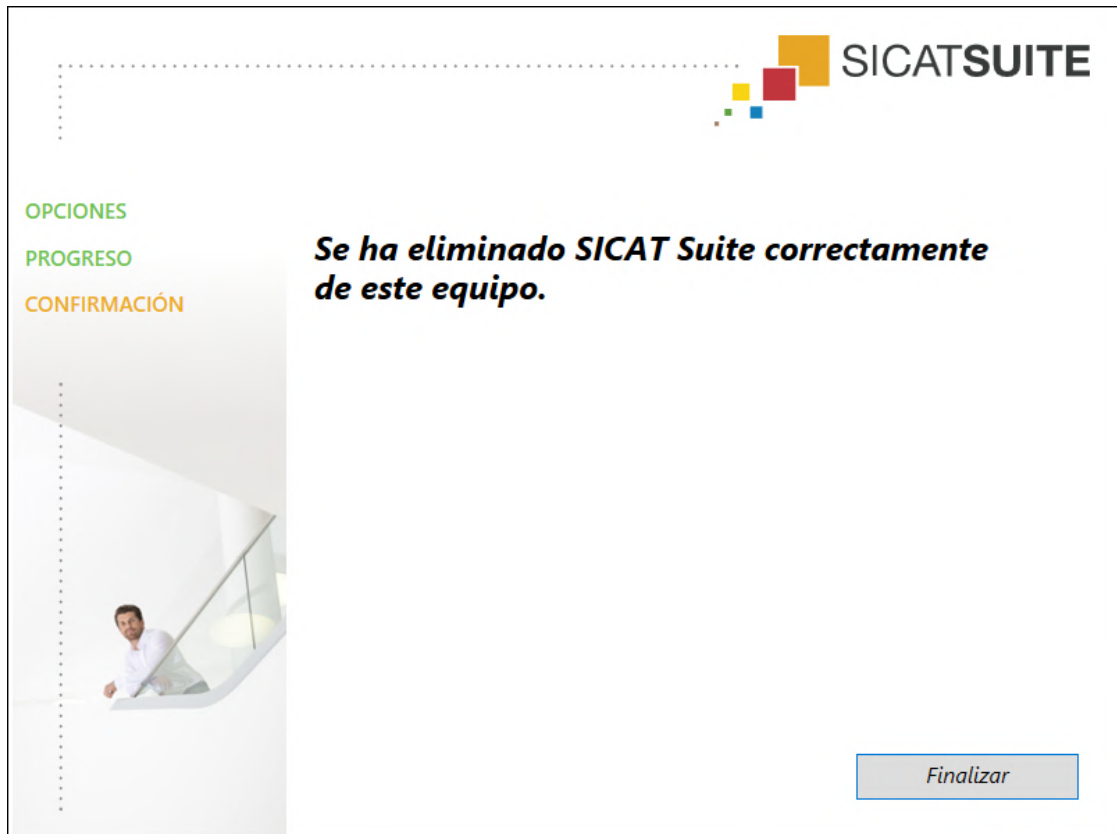 SICATSUITE
OPCIONES
PROGRESO
CONFIRMACIÓN
Se ha eliminado SICAT Suite correctamente
de este equipo.
Finalizar